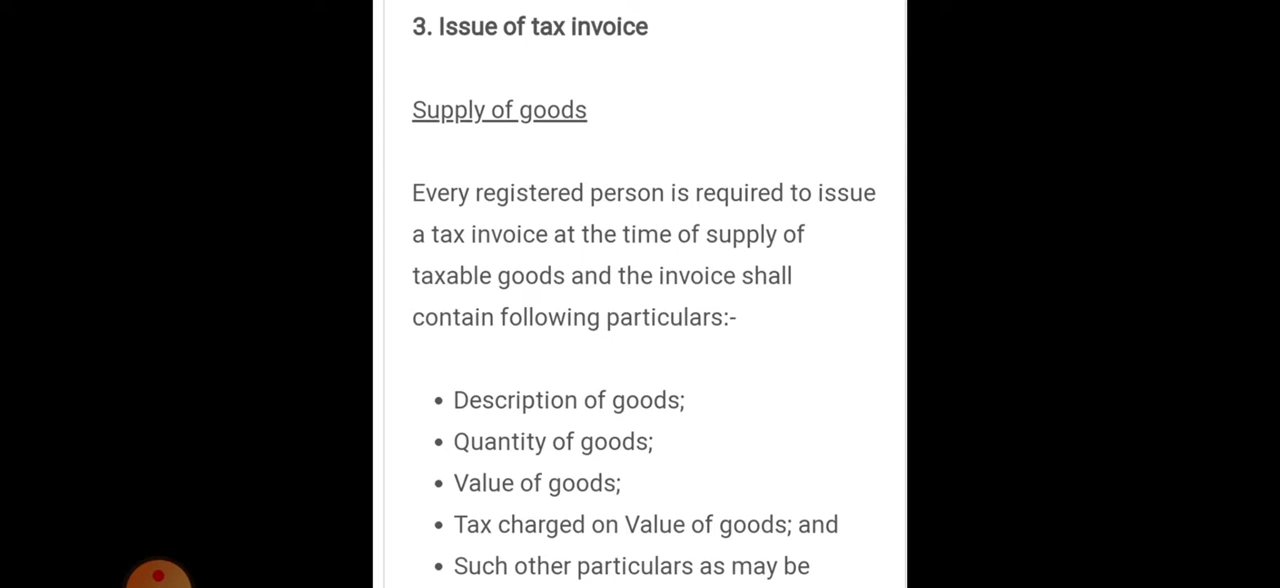 3. Issue of tax invoice
Supply of goods
Every registered person is required to issue
a tax invoice at the time of supply of
taxable goods and the invoice shall
contain following particulars:-
• Description of goods;
• Quantity of goods;
• Value of goods;
• Tax charged on Value of goods; and
• Such other particulars as may be